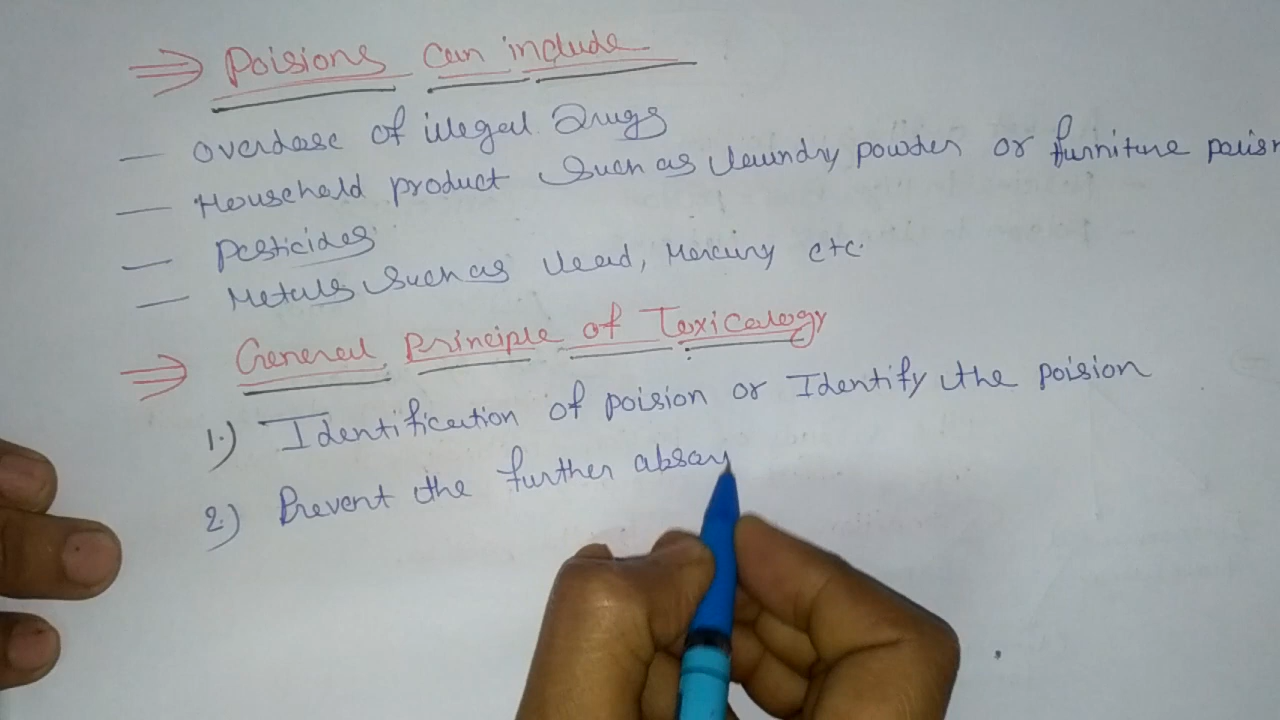 ⇒ Poisions can include
— overdose of illegal Drugs
— Household product Such as laundry powder or furniture polish
— Pesticides
— Metals Such as lead, Mercury etc.
⇒ General Principle of Toxicology
1.) Identification of poision or Identify the poision
2.) Prevent the further absor